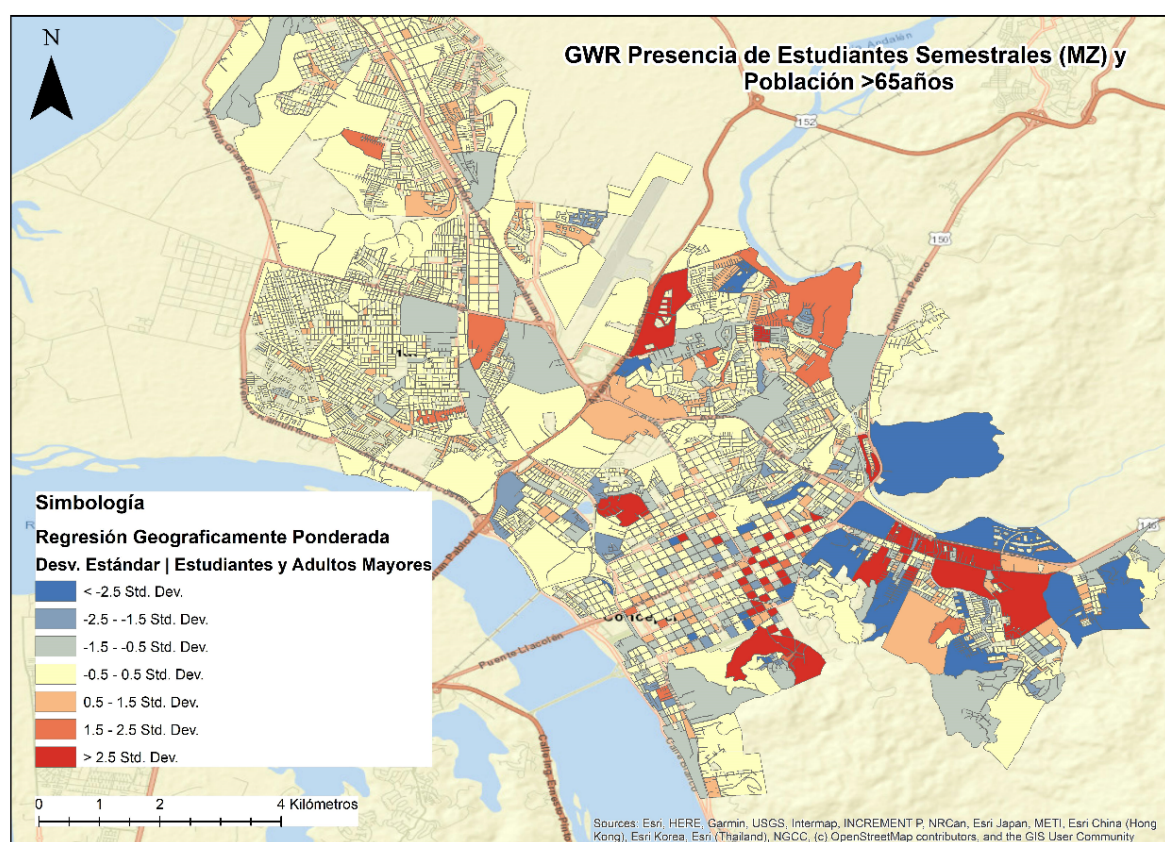 N
GWR Presencia de Estudiantes Semestrales (MZ) y
Población >65años
152
150
146
Camino a Penco
Puente Llacolén
Simbología
Regresión Geograficamente Ponderada
Desv. Estándar | Estudiantes y Adultos Mayores
< -2.5 Std. Dev.
-2.5 - -1.5 Std. Dev.
-1.5 - -0.5 Std. Dev.
-0.5 - 0.5 Std. Dev.
0.5 - 1.5 Std. Dev.
1.5 - 2.5 Std. Dev.
> 2.5 Std. Dev.
0 1 2 4 Kilómetros
Sources: Esri, HERE, Garmin, USGS, Intermap, INCREMENT P, NRCan, Esri Japan, METI, Esri China (Hong
Kong), Esri Korea, Esri (Thailand), NGCC, (c) OpenStreetMap contributors, and the GIS User Community